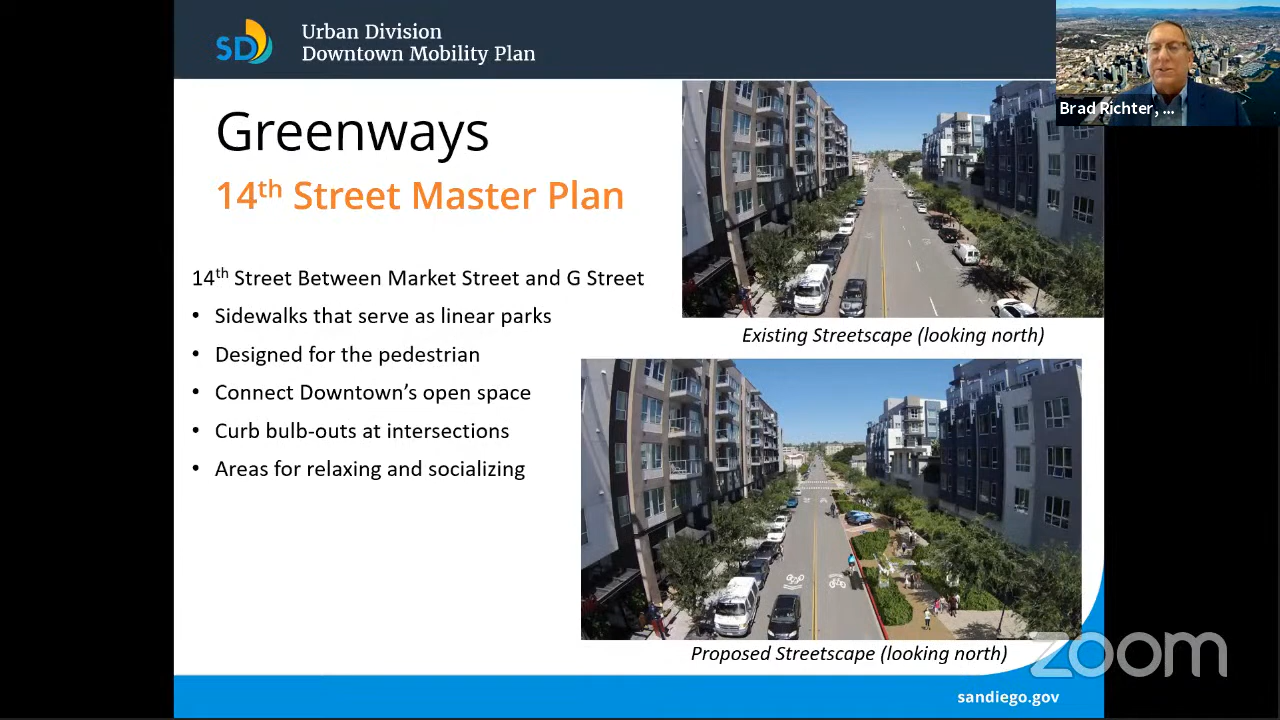 SD
Urban Division
Downtown Mobility Plan
Brad Richter, ...
Greenways
14th Street Master Plan
14th Street Between Market Street and G Street
• Sidewalks that serve as linear parks
• Designed for the pedestrian
• Connect Downtown’s open space
• Curb bulb-outs at intersections
• Areas for relaxing and socializing
Existing Streetscape (looking north)
Proposed Streetscape (looking north)
zoom
sandiego.gov